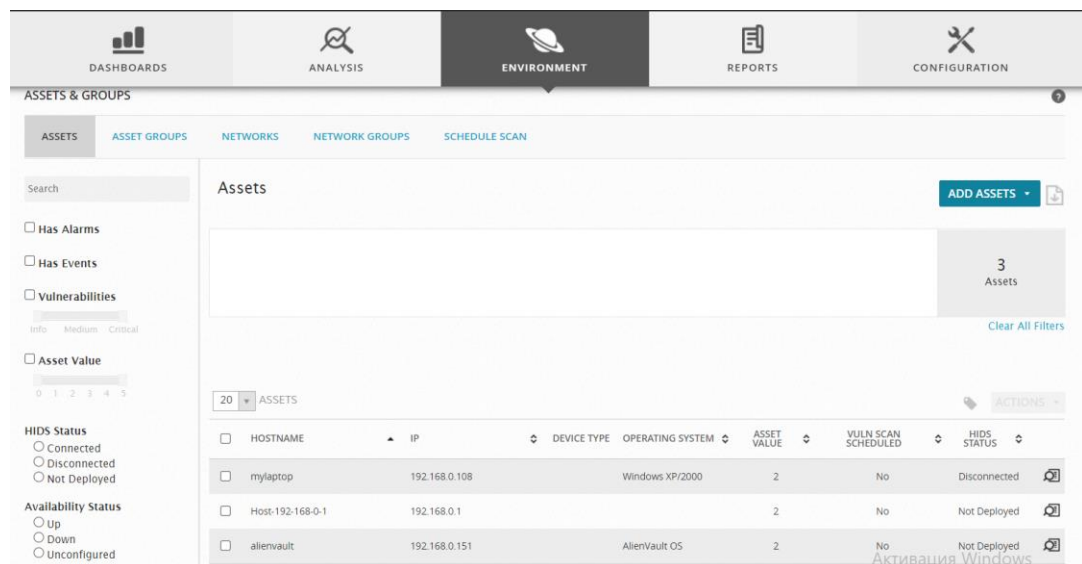 DASHBOARDS ANALYSIS ENVIRONMENT REPORTS CONFIGURATION
ASSETS & GROUPS
ASSETS ASSET GROUPS NETWORKS NETWORK GROUPS SCHEDULE SCAN
Search
Assets
ADD ASSETS
Has Alarms
Has Events
3
Assets
Vulnerabilities
Info Medium Critical
Clear All Filters
Asset Value
0 1 2 3 4 5
20 ASSETS
ACTIONS
HIDS Status
Connected
Disconnected
Not Deployed
Availability Status
Up
Down
Unconfigured
HOSTNAME IP DEVICE TYPE OPERATING SYSTEM ASSET VALUE VULN SCAN SCHEDULED HIDS STATUS
mylaptop 192.168.0.108 Windows XP/2000 2 No Disconnected
Host-192-168-0-1 192.168.0.1 2 No Not Deployed
alienvault 192.168.0.151 AlienVault OS 2 No Not Deployed
Активация Windows